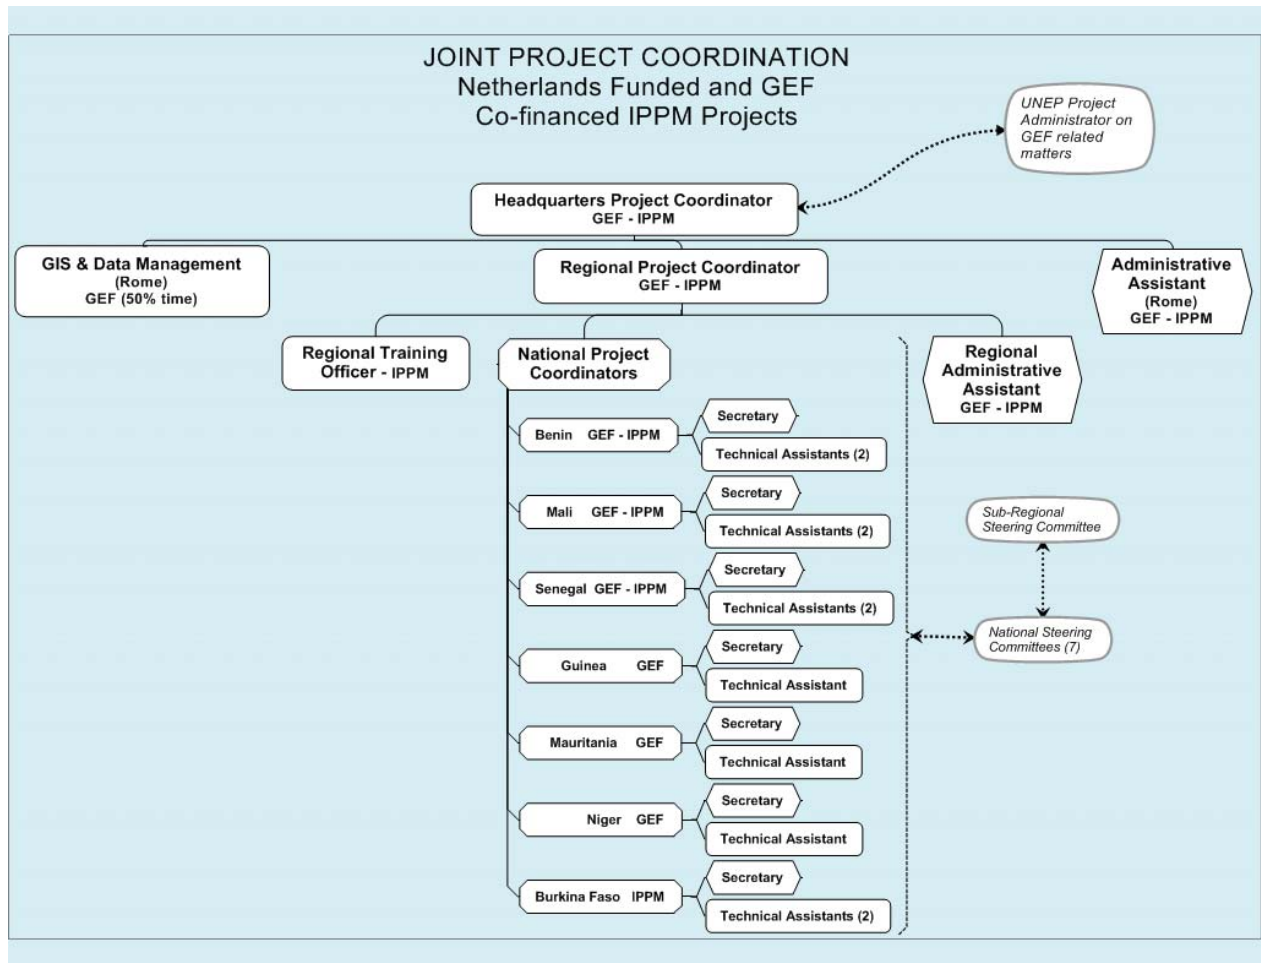 JOINT PROJECT COORDINATION
Netherlands Funded and GEF
Co-financed IPPM Projects
UNEP Project
Administrator on
GEF related
matters
Headquarters Project Coordinator
GEF - IPPM
GIS & Data Management
(Rome)
GEF (50% time)
Regional Project Coordinator
GEF - IPPM
Administrative
Assistant
(Rome)
GEF - IPPM
Regional Training
Officer - IPPM
National Project
Coordinators
Regional
Administrative
Assistant
GEF - IPPM
Benin GEF - IPPM
Secretary
Technical Assistants (2)
Mali GEF - IPPM
Secretary
Technical Assistants (2)
Senegal GEF - IPPM
Secretary
Technical Assistants (2)
Guinea GEF
Secretary
Technical Assistant
Mauritania GEF
Secretary
Technical Assistant
Niger GEF
Secretary
Technical Assistant
Burkina Faso IPPM
Secretary
Technical Assistants (2)
Sub-Regional
Steering Committee
National Steering
Committees (7)